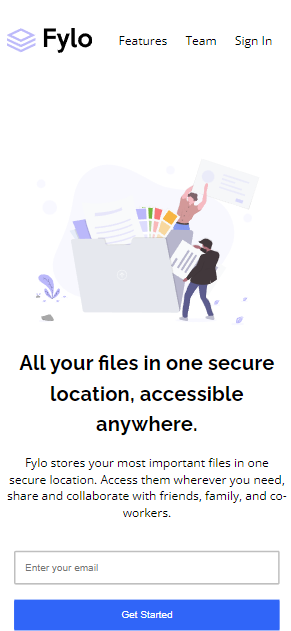 Fylo Features Team Sign In
All your files in one secure
location, accessible
anywhere.
Fylo stores your most important files in one
secure location. Access them wherever you need,
share and collaborate with friends, family, and co-
workers.
Enter your email
Get Started